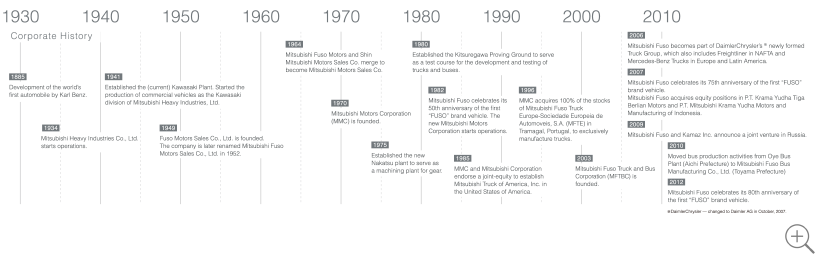 1930 1940 1950 1960 1970 1980 1990 2000 2010
Corporate History
1885
Development of the world's
first automobile by Karl Benz.
1934
Mitsubishi Heavy Industries Co., Ltd.
starts operations.
1941
Established the (current) Kawasaki Plant. Started the
production of commercial vehicles as the Kawasaki
division of Mitsubishi Heavy Industries, Ltd.
1949
Fuso Motors Sales Co., Ltd. is founded.
The company is later renamed Mitsubishi Fuso
Motors Sales Co., Ltd. in 1952.
1964
Mitsubishi Fuso Motors and Shin
Mitsubishi Motors Sales Co. merge to
become Mitsubishi Motors Sales Co.
1970
Mitsubishi Motors Corporation
(MMC) is founded.
1975
Established the new
Nakatsu plant to serve as
a machining plant for gear.
1980
Established the Kitsuregawa Proving Ground to serve
as a test course for the development and testing of
trucks and buses.
1982
Mitsubishi Fuso celebrates its
50th anniversary of the first
"FUSO" brand vehicle. The
new Mitsubishi Motors
Corporation starts operations.
1985
MMC and Mitsubishi Corporation
endorse a joint-equity to establish
Mitsubishi Truck of America, Inc. in
the United States of America.
1996
MMC acquires 100% of the stocks
of Mitsubishi Fuso Truck
Europe-Sociedade Europeia de
Automoveis, S.A. (MFTE) in
Tramagal, Portugal, to exclusively
manufacture trucks.
2003
Mitsubishi Fuso Truck and Bus
Corporation (MFTBC) is
founded.
2006
Mitsubishi Fuso becomes part of DaimlerChrysler's * newly formed
Truck Group, which also includes Freightliner in NAFTA and
Mercedes-Benz Trucks in Europe and Latin America.
2007
Mitsubishi Fuso celebrates its 75th anniversary of the first "FUSO"
brand vehicle.
Mitsubishi Fuso acquires equity positions in P.T. Krama Yudha Tiga
Berlian Motors and P.T. Mitsubishi Krama Yudha Motors and
Manufacturing of Indonesia.
2009
Mitsubishi Fuso and Kamaz Inc. announce a joint venture in Russia.
2010
Moved bus production activities from Oye Bus
Plant (Aichi Prefecture) to Mitsubishi Fuso Bus
Manufacturing Co., Ltd. (Toyama Prefecture)
2012
Mitsubishi Fuso celebrates its 80th anniversary of
the first "FUSO" brand vehicle.
*DaimlerChrysler — changed to Daimler AG in October, 2007